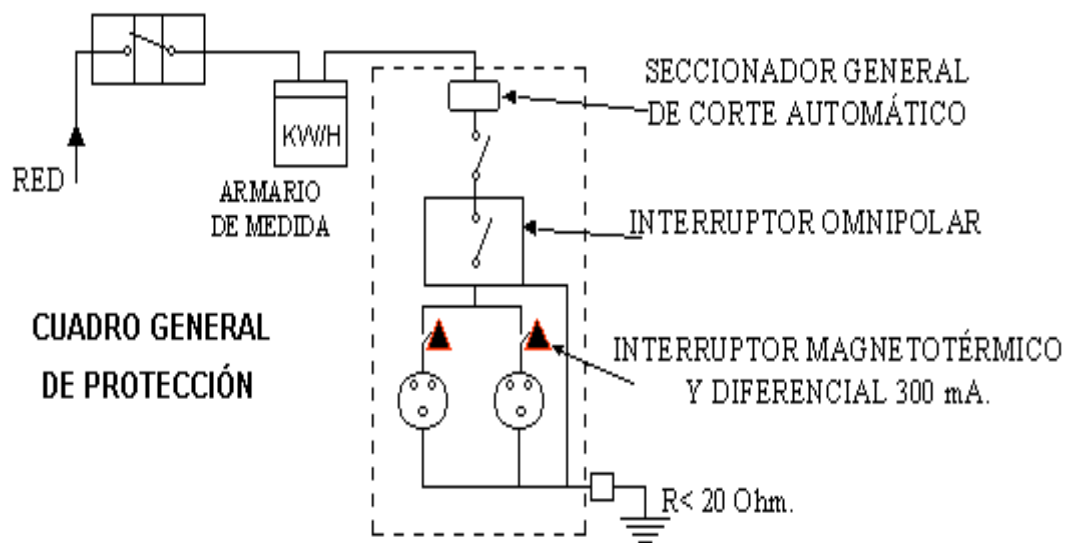 SECCIONADOR GENERAL
DE CORTE AUTOMÁTICO
KW/H
RED
ARMARIO
DE MEDIDA
INTERRUPTOR OMNIPOLAR
CUADRO GENERAL
DE PROTECCIÓN
INTERRUPTOR MAGNETOTÉRMICO
Y DIFERENCIAL 300 mA.
R< 20 Ohm.